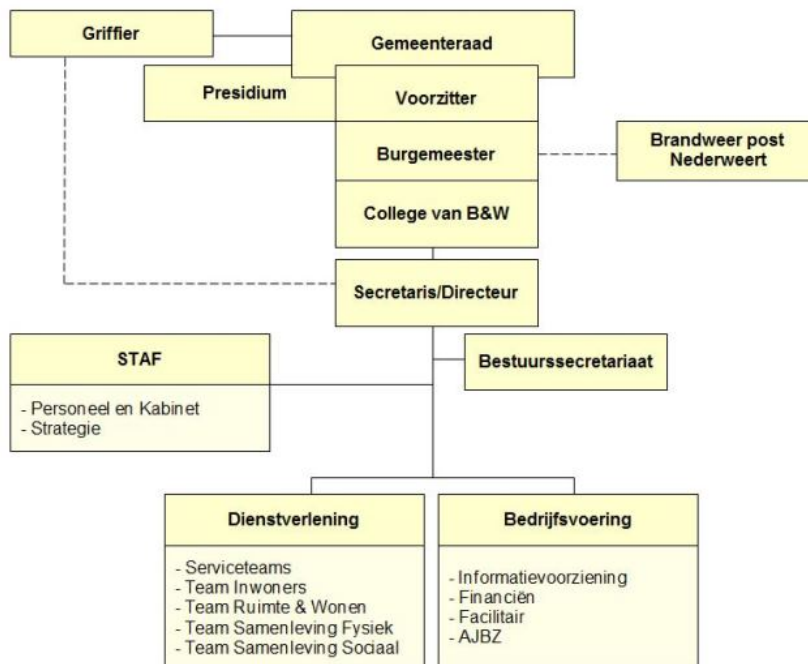 Griffier
Gemeenteraad
Presidium
Voorzitter
Burgemeester
Brandweer post
Nederweert
College van B&W
Secretaris/Directeur
STAF
Bestuurssecretariaat
- Personeel en Kabinet
- Strategie
Dienstverlening
- Serviceteams
- Team Inwoners
- Team Ruimte & Wonen
- Team Samenleving Fysiek
- Team Samenleving Sociaal
Bedrijfsvoering
- Informatievoorziening
- Financiën
- Facilitair
- AJBZ